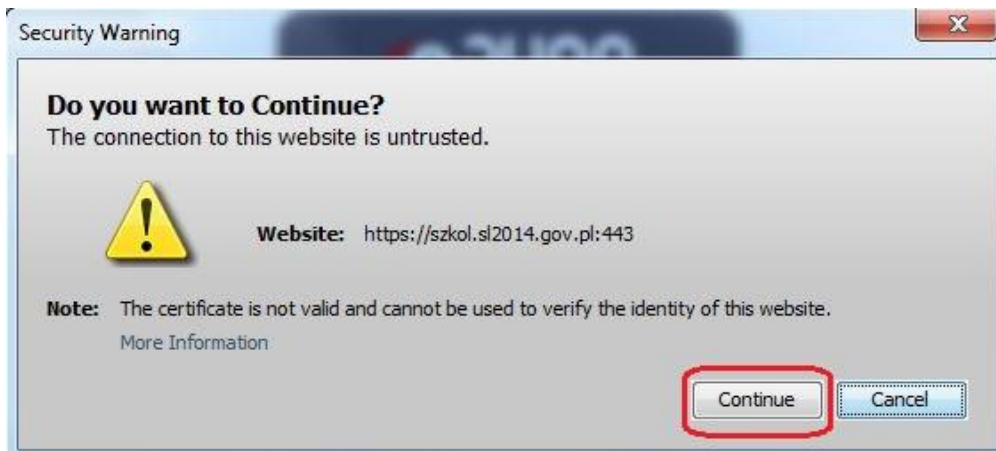 Security Warning
Do you want to Continue?
The connection to this website is untrusted.
Website: https://szkol.sl2014.gov.pl:443
Note: The certificate is not valid and cannot be used to verify the identity of this website.
More Information
Continue Cancel